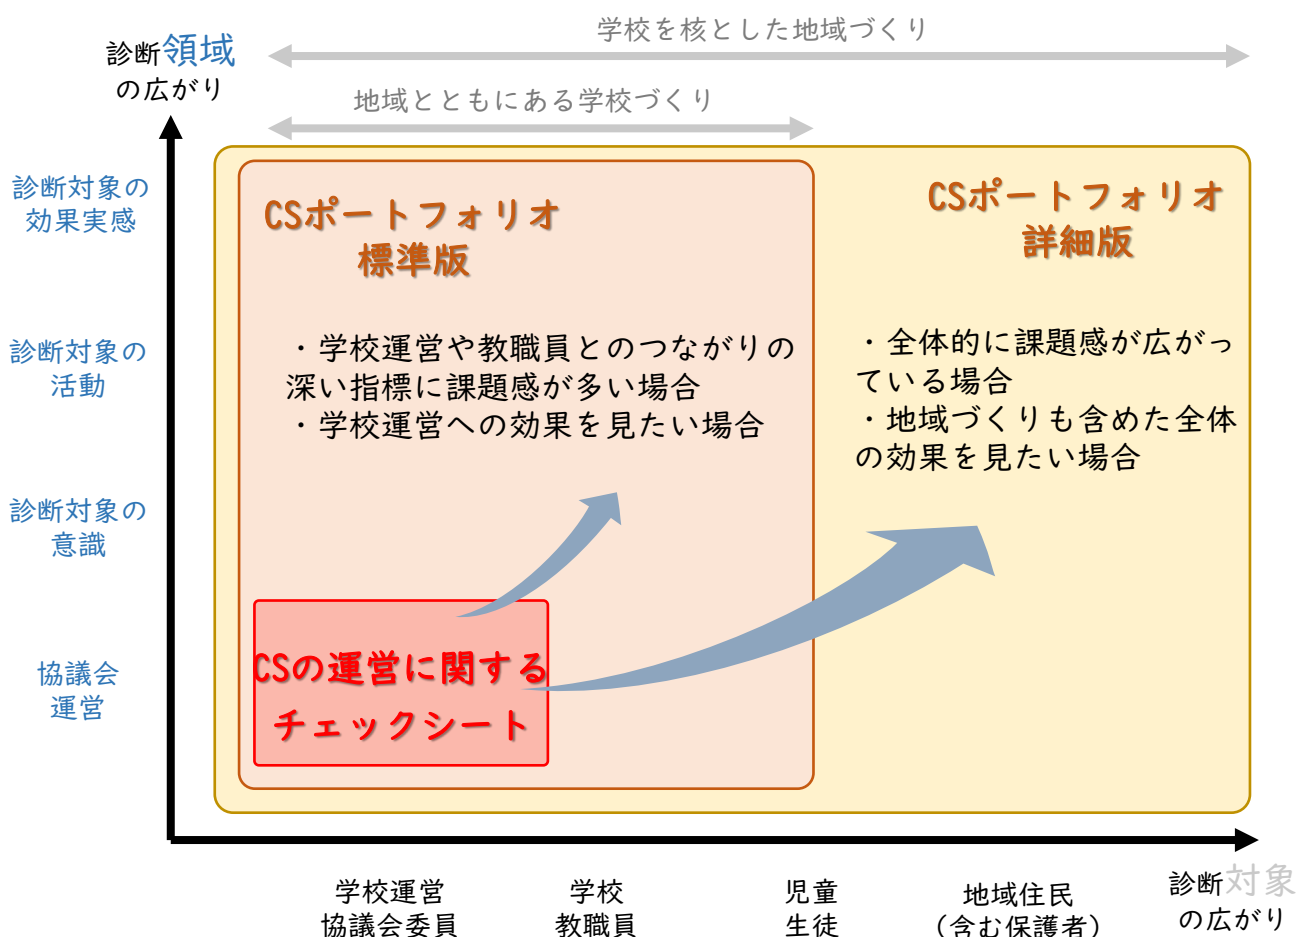 学校を核とした地域づくり
診断領域
の広がり
地域とともにある学校づくり
診断対象の
効果実感
診断対象の
活動
診断対象の
意識
協議会
運営
CSポートフォリオ
標準版
・学校運営や教職員とのつながりの
深い指標に課題感が多い場合
・学校運営への効果を見たい場合
CSポートフォリオ
詳細版
・全体的に課題感が広がっ
ている場合
・地域づくりも含めた全体
の効果を見たい場合
CSの運営に関する
チェックシート
学校運営
協議会委員
学校
教職員
児童
生徒
地域住民
(含む保護者)
診断対象
の広がり